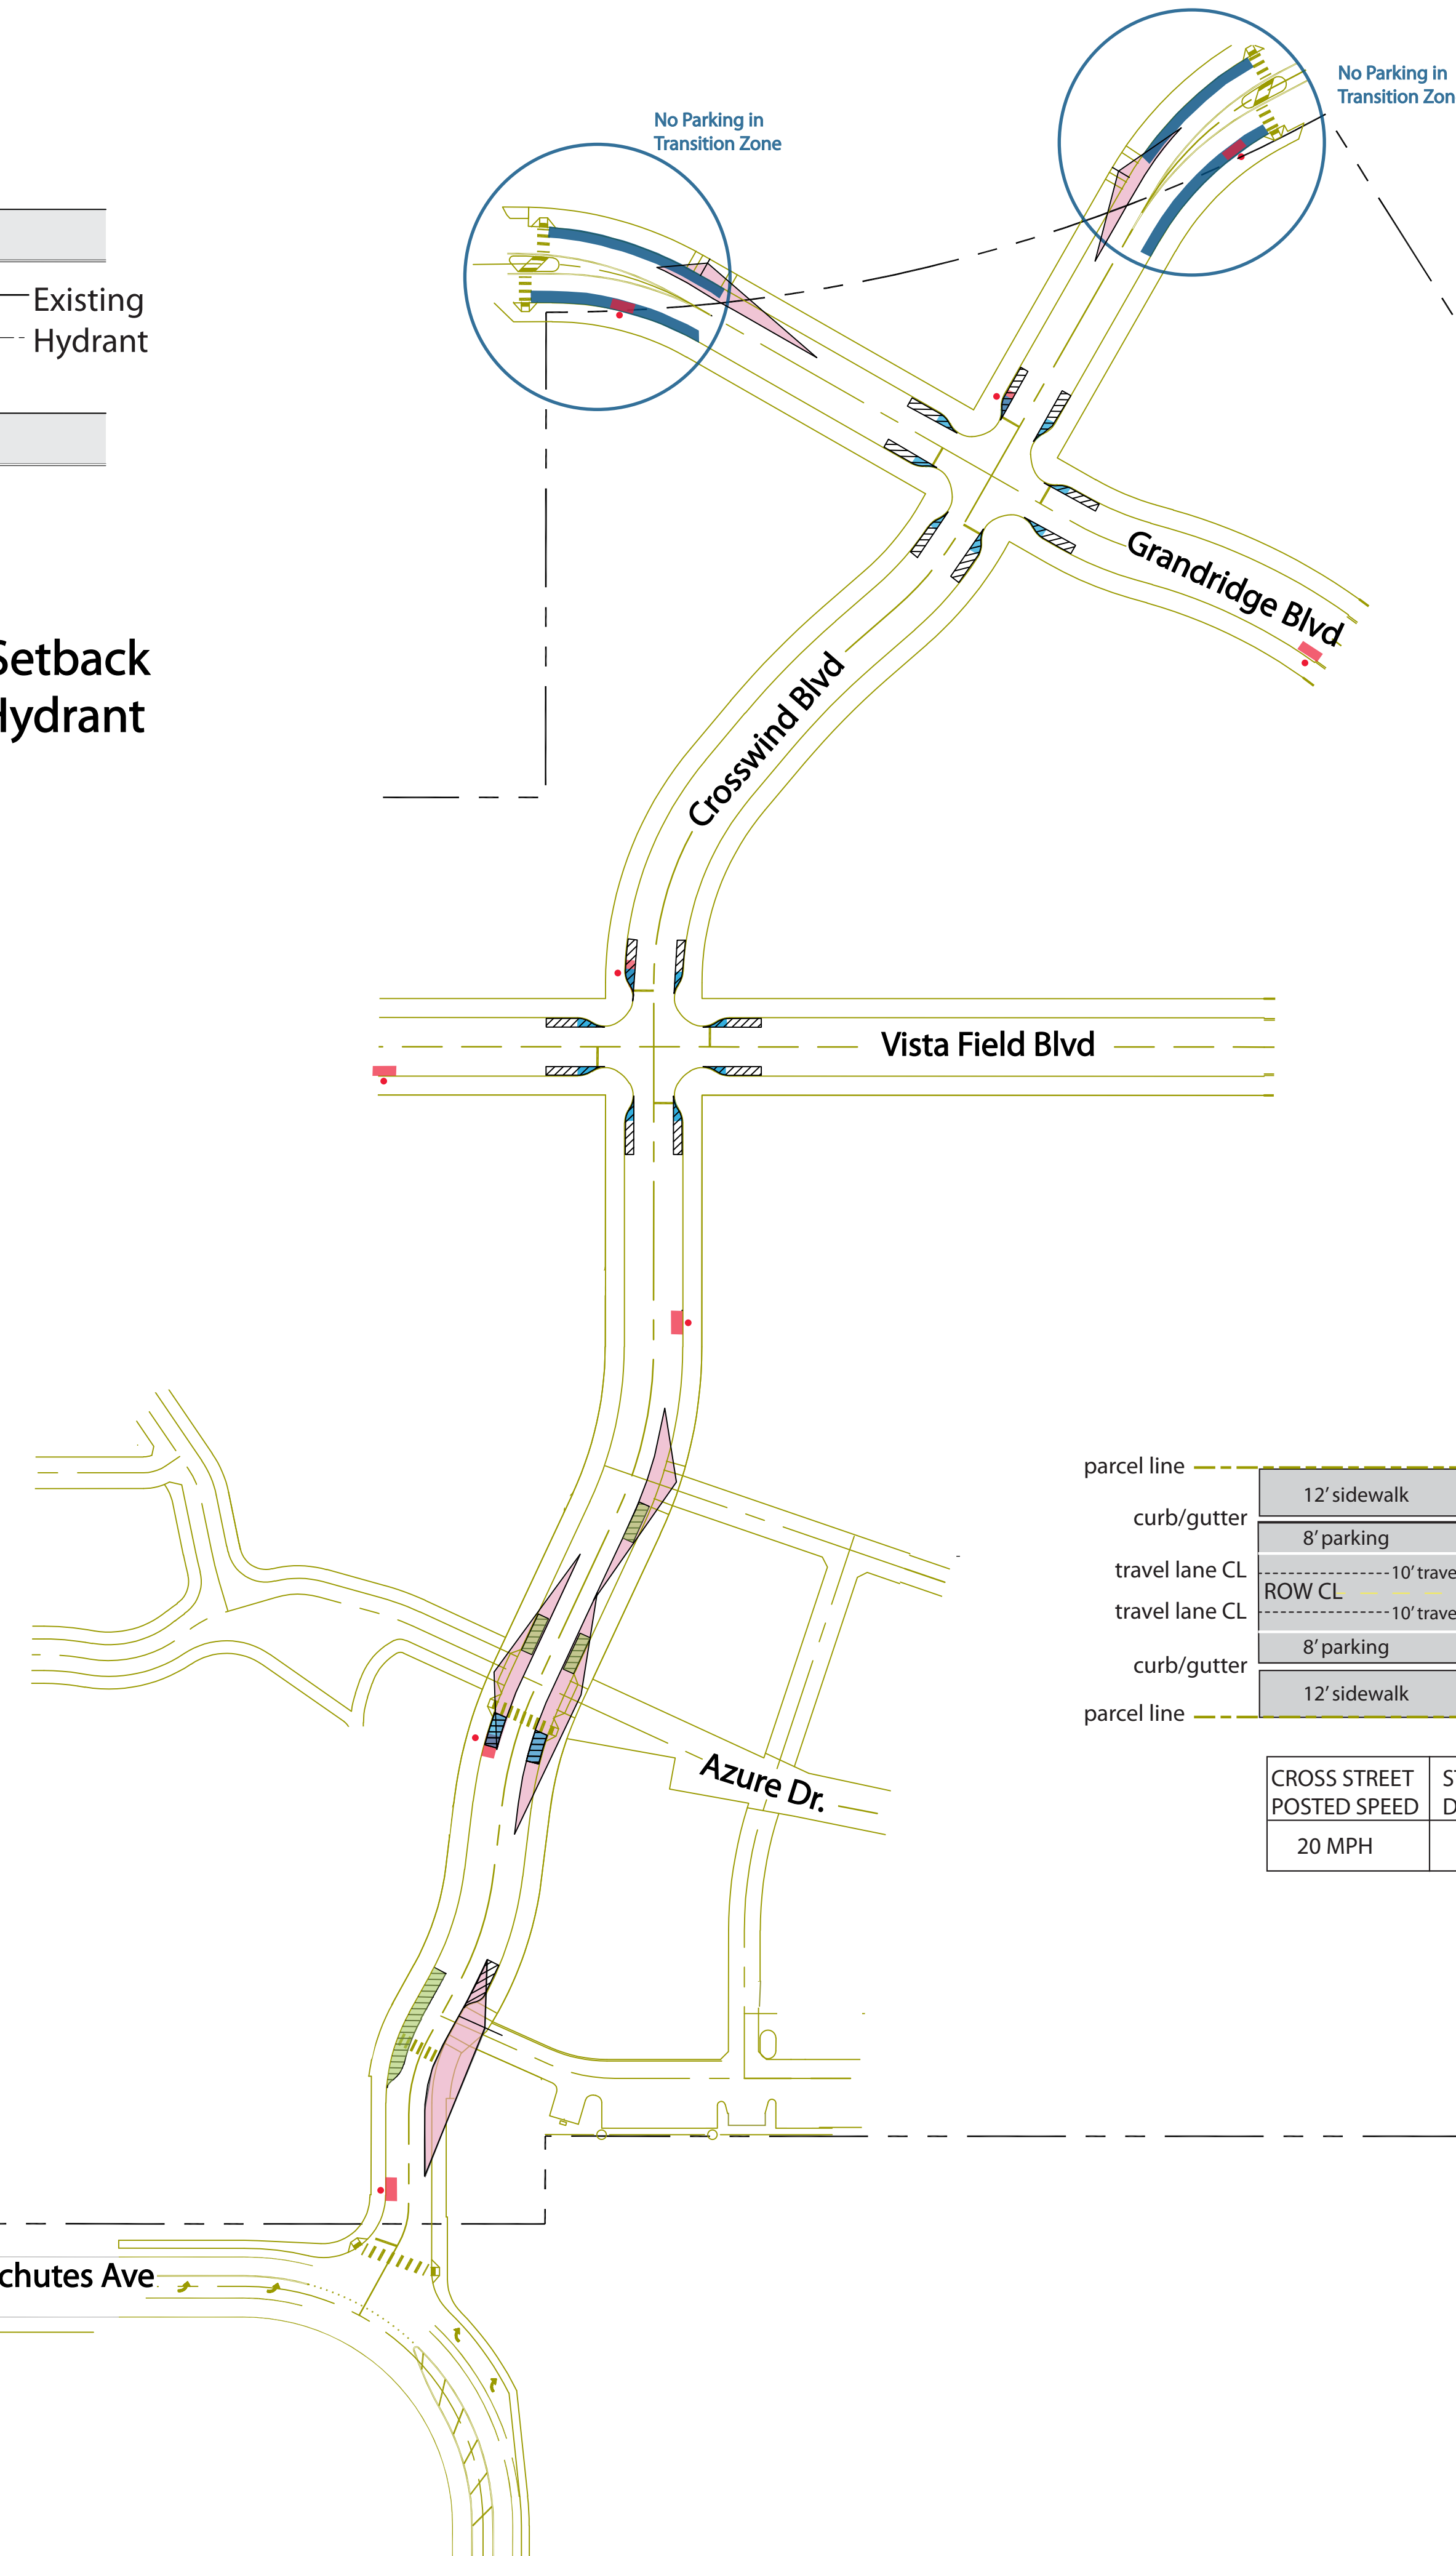 No Parking in
Transition Zone
No Parking in
Transition Zon
Existing
Hydrant
Setback
Hydrant
Grandridge Blvd
Crosswind Blvd
Vista Field Blvd
parcel line
12' sidewalk
curb/gutter
8' parking
travel lane CL
10' trave
ROW CL
travel lane CL
10' trave
8' parking
curb/gutter
12' sidewalk
parcel line
Azure Dr.
CROSS STREET
POSTED SPEED
ST
D
20 MPH
chutes Ave